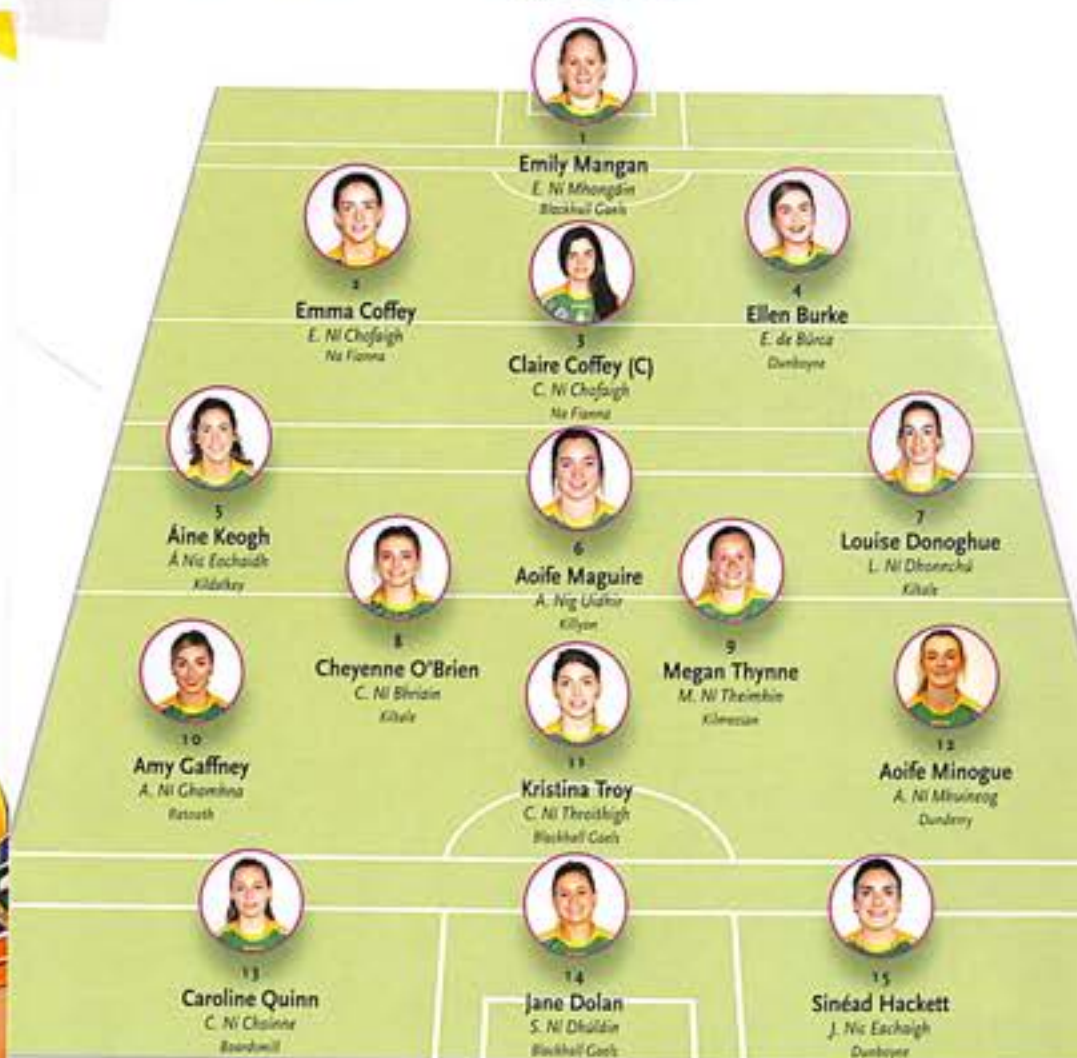 1
Emily Mangan
E. Ní Mhongáin
Blackhall Gaels
2
Emma Coffey
E. Ní Chofaigh
Na Fianna
3
Claire Coffey (C)
C. Ní Chofaigh
Na Fianna
4
Ellen Burke
E. de Búrca
Dunboyne
5
Áine Keogh
Á Nic Eochaidh
Kildalkey
6
Aoife Maguire
A. Nig Uidhir
Killyon
7
Louise Donoghue
L. Ní Dhonnchú
Kiltale
8
Cheyenne O'Brien
C. Ní Bhriain
Kiltale
9
Megan Thynne
M. Ní Theimhin
Kilmessan
10
Amy Gaffney
A. Ní Ghamhna
Ratoath
11
Kristina Troy
C. Ní Throithigh
Blackhall Gaels
12
Aoife Minogue
A. Ní Mhuineog
Dunderry
13
Caroline Quinn
C. Ní Choinne
Boardsmill
14
Jane Dolan
S. Ní Dhúláin
Blackhall Gaels
15
Sinéad Hackett
J. Nic Eachaigh
Dunboyne